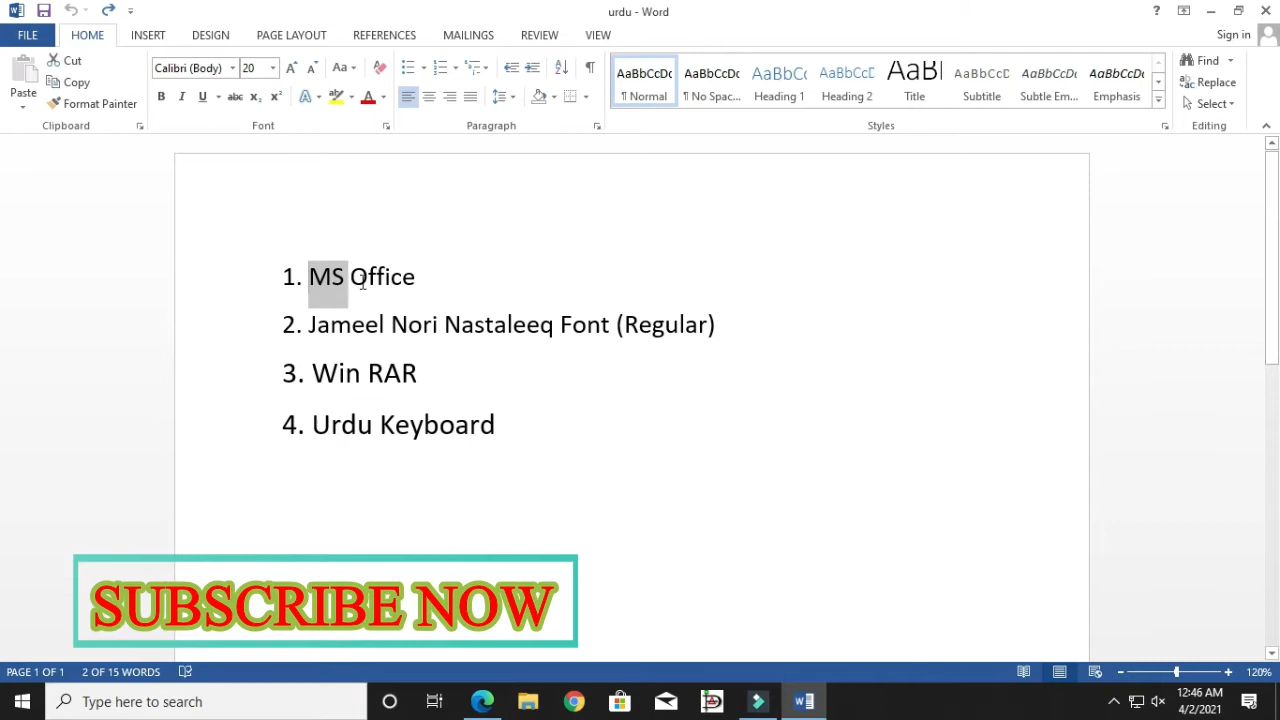 urdu - Word
FILE HOME INSERT DESIGN PAGE LAYOUT REFERENCES MAILINGS REVIEW VIEW Sign in
Cut
Copy
Format Painter
Paste
Clipboard
Calibri (Body) 20
Font
Paragraph
AaBbCcDc AaBbCcDc AaBbC AaBbCcD AaBl AaBbCcD AaBbCcDc AaBbCcDc
¶ Normal ¶ No Spac... Heading 1 Heading 2 Title Subtitle Subtle Em... Emphasis
Styles
Find
Replace
Select
Editing
1. MS Office
2. Jameel Nori Nastaleeq Font (Regular)
3. Win RAR
4. Urdu Keyboard
SUBSCRIBE NOW
PAGE 1 OF 1 2 OF 15 WORDS 120%
Type here to search
12:46 AM
4/2/2021